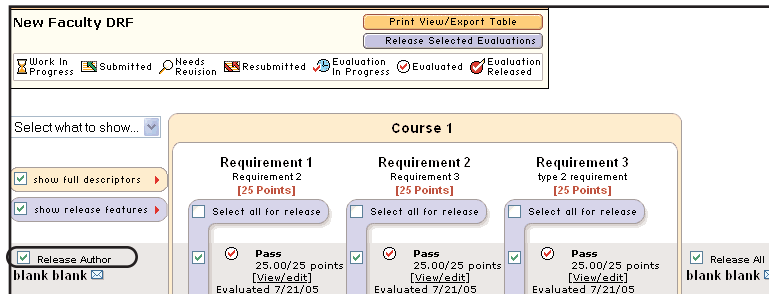 New Faculty DRF
Print View/Export Table
Release Selected Evaluations
Work In Progress
Submitted
Needs Revision
Resubmitted
Evaluation In Progress
Evaluated
Evaluation Released
Select what to show...
Course 1
show full descriptors
show release features
Requirement 1
Requirement 2
[25 Points]
Select all for release
Requirement 2
Requirement 3
[25 Points]
Select all for release
Requirement 3
type 2 requirement
[25 Points]
Select all for release
Release Author
blank blank
Pass
25.00/25 points
[View/edit]
Evaluated 7/21/05
Pass
25.00/25 points
[View/edit]
Evaluated 7/21/05
Pass
25.00/25 points
[View/edit]
Evaluated 7/21/05
Release All
blank blank